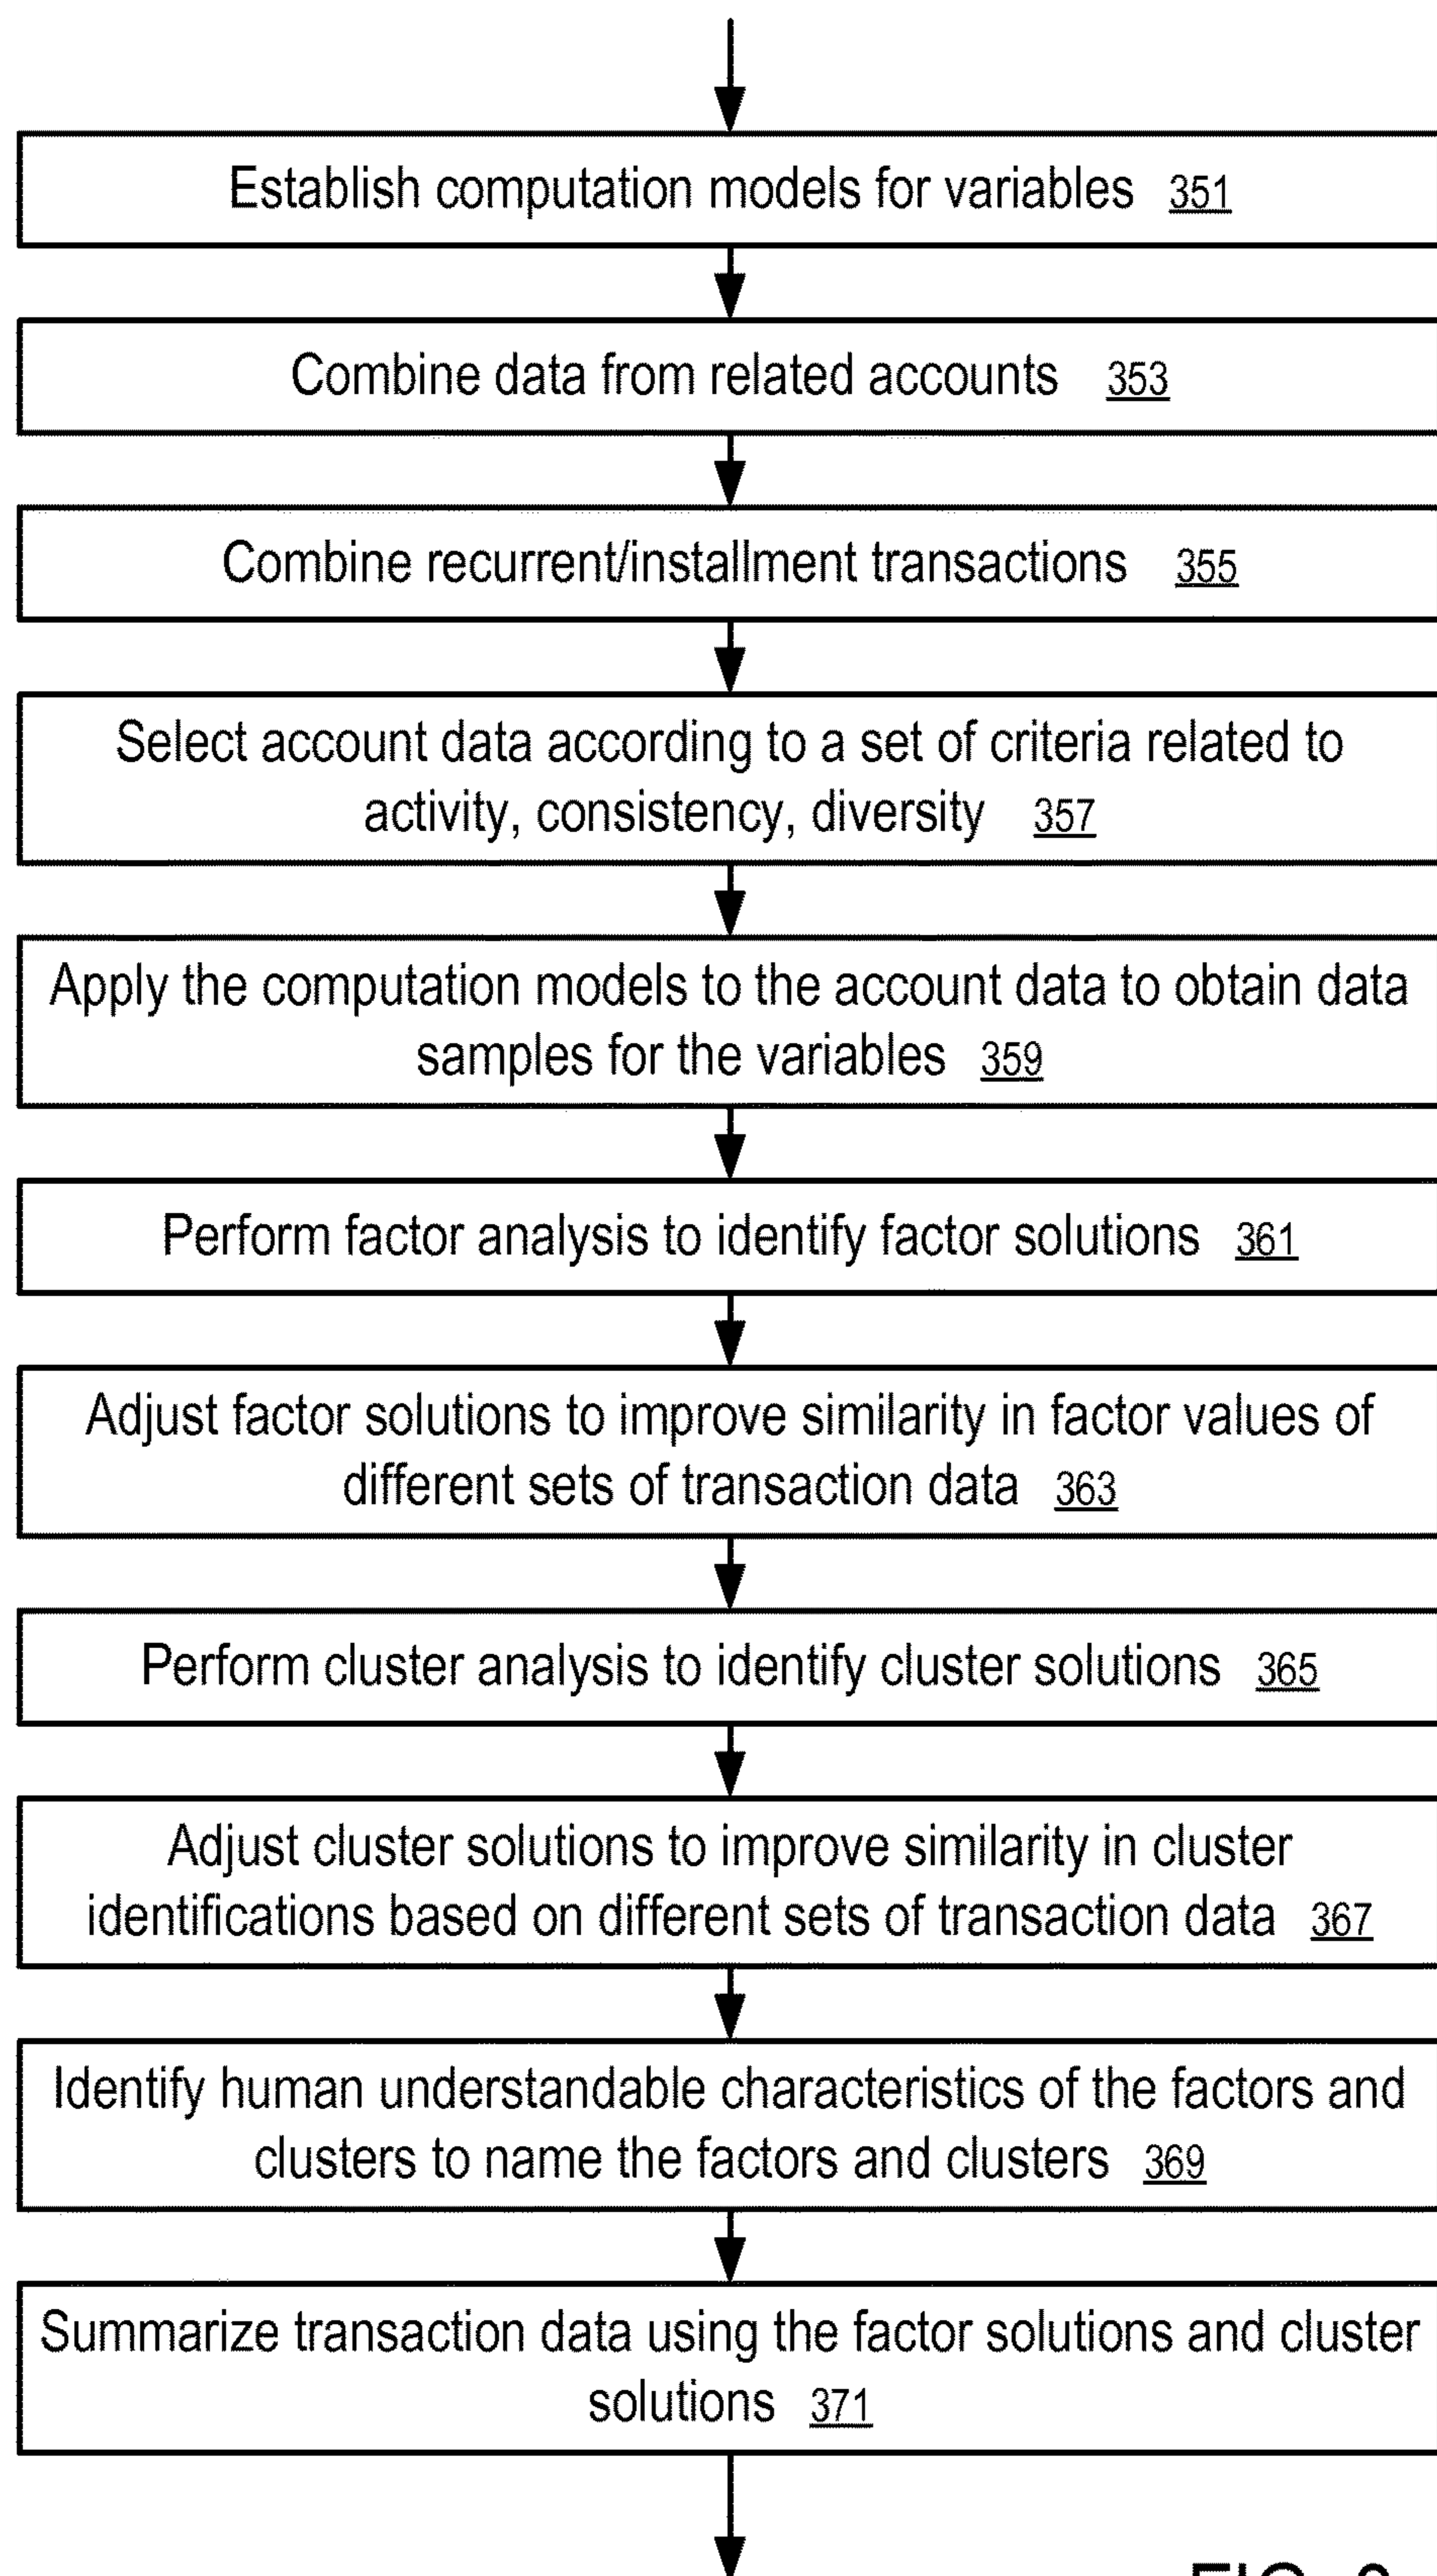 Establish computation models for variables 351
Combine data from related accounts 353
Combine recurrent/installment transactions 355
Select account data according to a set of criteria related to
activity, consistency, diversity 357
Apply the computation models to the account data to obtain data
samples for the variables 359
Perform factor analysis to identify factor solutions 361
Adjust factor solutions to improve similarity in factor values of
different sets of transaction data 363
Perform cluster analysis to identify cluster solutions 365
Adjust cluster solutions to improve similarity in cluster
identifications based on different sets of transaction data 367
Identify human understandable characteristics of the factors and
clusters to name the factors and clusters 369
Summarize transaction data using the factor solutions and cluster
solutions 371
FIG.